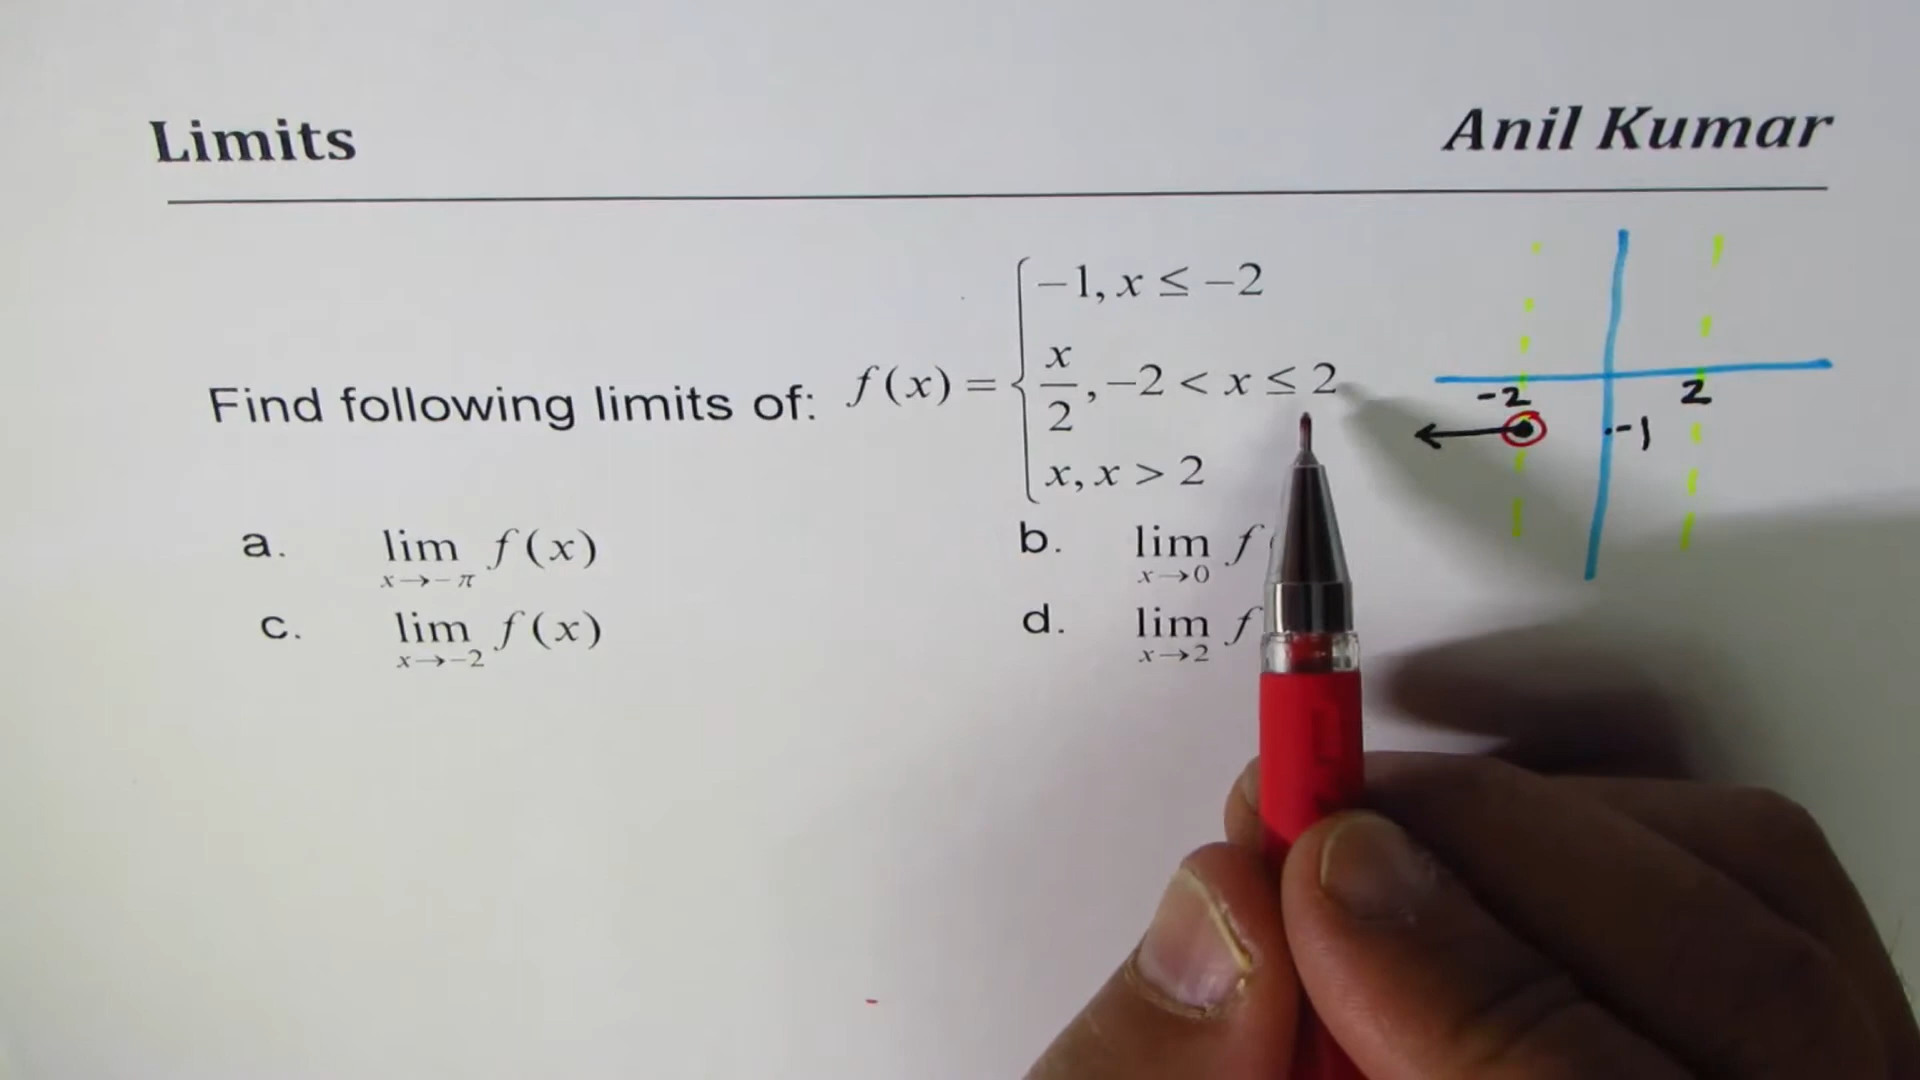 Limits Anil Kumar
Find following limits of: f(x) = { −1, x ≤ −2
x/2, −2 < x ≤ 2
x, x > 2
a. lim x→−π f(x) b. lim x→0 f
c. lim x→−2 f(x) d. lim x→2 f
-2 2
-1